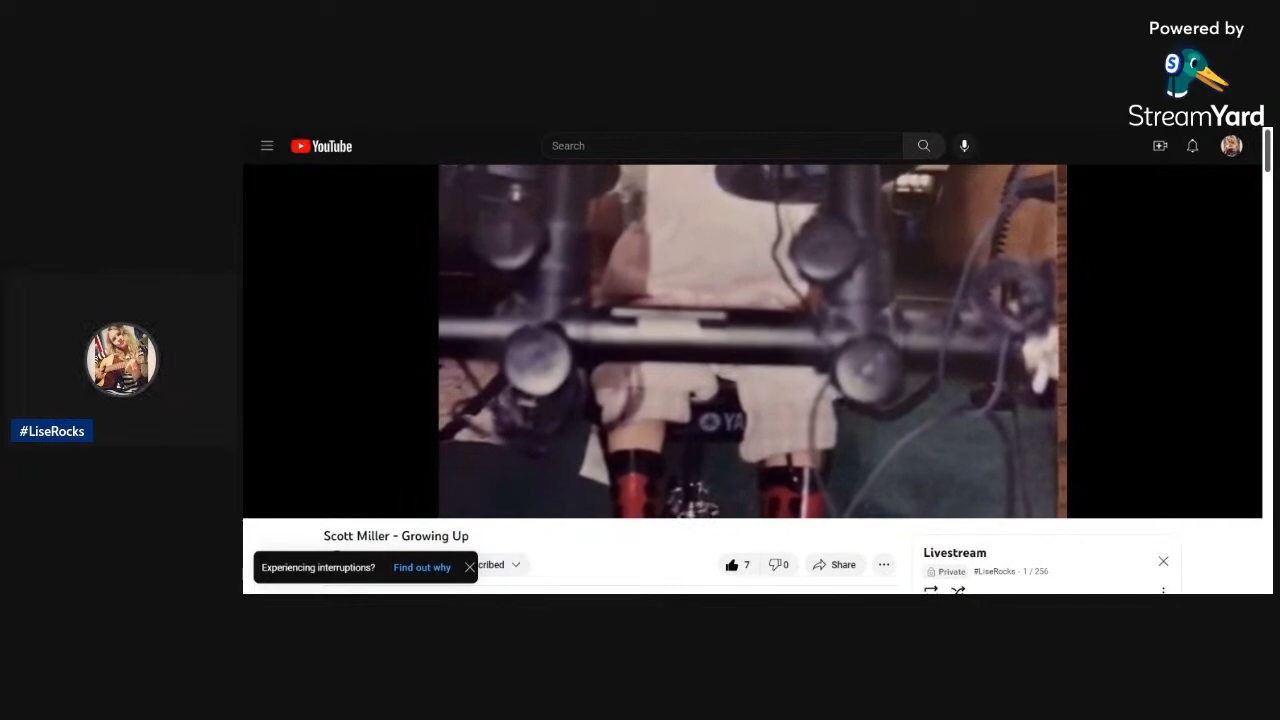 Powered by
S
StreamYard
YouTube
Search
YA
#LiseRocks
Scott Miller - Growing Up
Experiencing interruptions? Find out why
cribed
7
0
Share
Livestream
Private #LiseRocks - 1 / 256